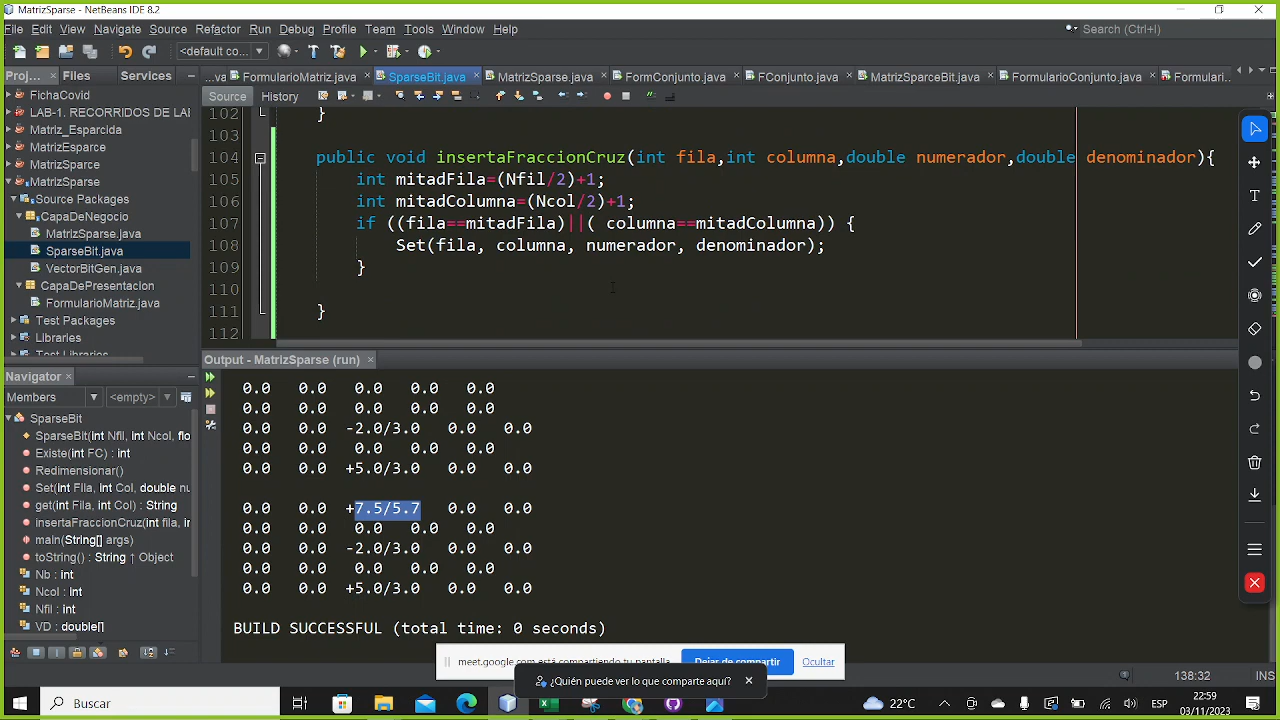 MatrizSparse - NetBeans IDE 8.2
File Edit View Navigate Source Refactor Run Debug Profile Team Tools Window Help
Search (Ctrl+I)
<default co...
Proj... × Files Services
...va FormularioMatriz.java SparseBit.java MatrizSparse.java FormConjunto.java FConjunto.java MatrizSparceBit.java FormularioConjunto.java Formulari...
Source History
FichaCovid
LAB-1. RECORRIDOS DE LA
Matriz_Esparcida
MatrizEsparce
MatrizSparce
MatrizSparse
Source Packages
CapaDeNegocio
MatrizSparse.java
SparseBit.java
VectorBitGen.java
CapaDePresentacion
FormularioMatriz.java
Test Packages
Libraries
Test Libraries
102 }
103
104 public void insertaFraccionCruz(int fila,int columna,double numerador,double denominador){
105 int mitadFila=(Nfil/2)+1;
106 int mitadColumna=(Ncol/2)+1;
107 if ((fila==mitadFila)||( columna==mitadColumna)) {
108 Set(fila, columna, numerador, denominador);
109 }
110
111 }
112
Output - MatrizSparse (run) ×
0.0 0.0 0.0 0.0 0.0
0.0 0.0 0.0 0.0 0.0
0.0 0.0 -2.0/3.0 0.0 0.0
0.0 0.0 0.0 0.0 0.0
0.0 0.0 +5.0/3.0 0.0 0.0
0.0 0.0 +7.5/5.7 0.0 0.0
0.0 0.0 0.0 0.0 0.0
0.0 0.0 -2.0/3.0 0.0 0.0
0.0 0.0 0.0 0.0 0.0
0.0 0.0 +5.0/3.0 0.0 0.0
BUILD SUCCESSFUL (total time: 0 seconds)
Navigator ×
Members <empty>
SparseBit
SparseBit(int Nfil, int Ncol, flo
Existe(int FC) : int
Redimensionar()
Set(int Fila, int Col, double nu
get(int Fila, int Col) : String
insertaFraccionCruz(int fila, in
main(String[] args)
toString() : String ↑ Object
Nb : int
Ncol : int
Nfil : int
VD : double[]
meet.google.com está compartiendo tu pantalla.
Dejar de compartir
Ocultar
¿Quién puede ver lo que comparte aquí? ×
138:32 INS
Buscar
22°C
ESP
22:59
03/11/2023